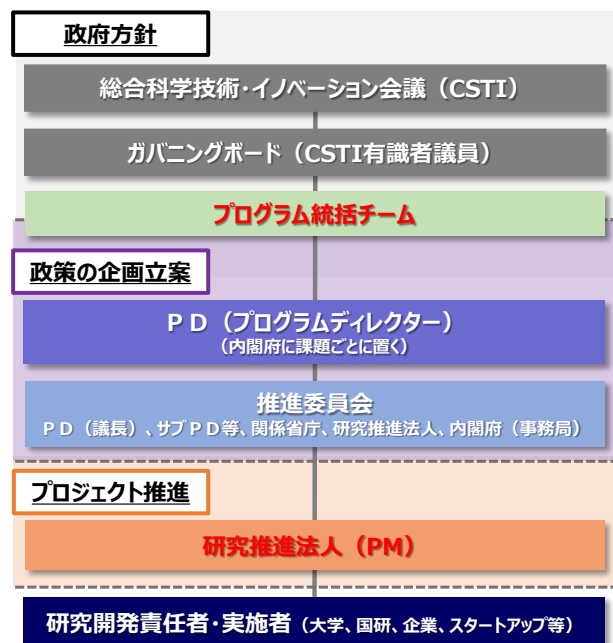 政府方針
総合科学技術・イノベーション会議（CSTI）
ガバニングボード（CSTI有識者議員）
プログラム統括チーム
政策の企画立案
ＰＤ（プログラムディレクター）
（内閣府に課題ごとに置く）
推進委員会
ＰＤ（議長）、サブＰＤ等、関係省庁、研究推進法人、内閣府（事務局）
プロジェクト推進
研究推進法人（PM）
研究開発責任者・実施者（大学、国研、企業、スタートアップ等）